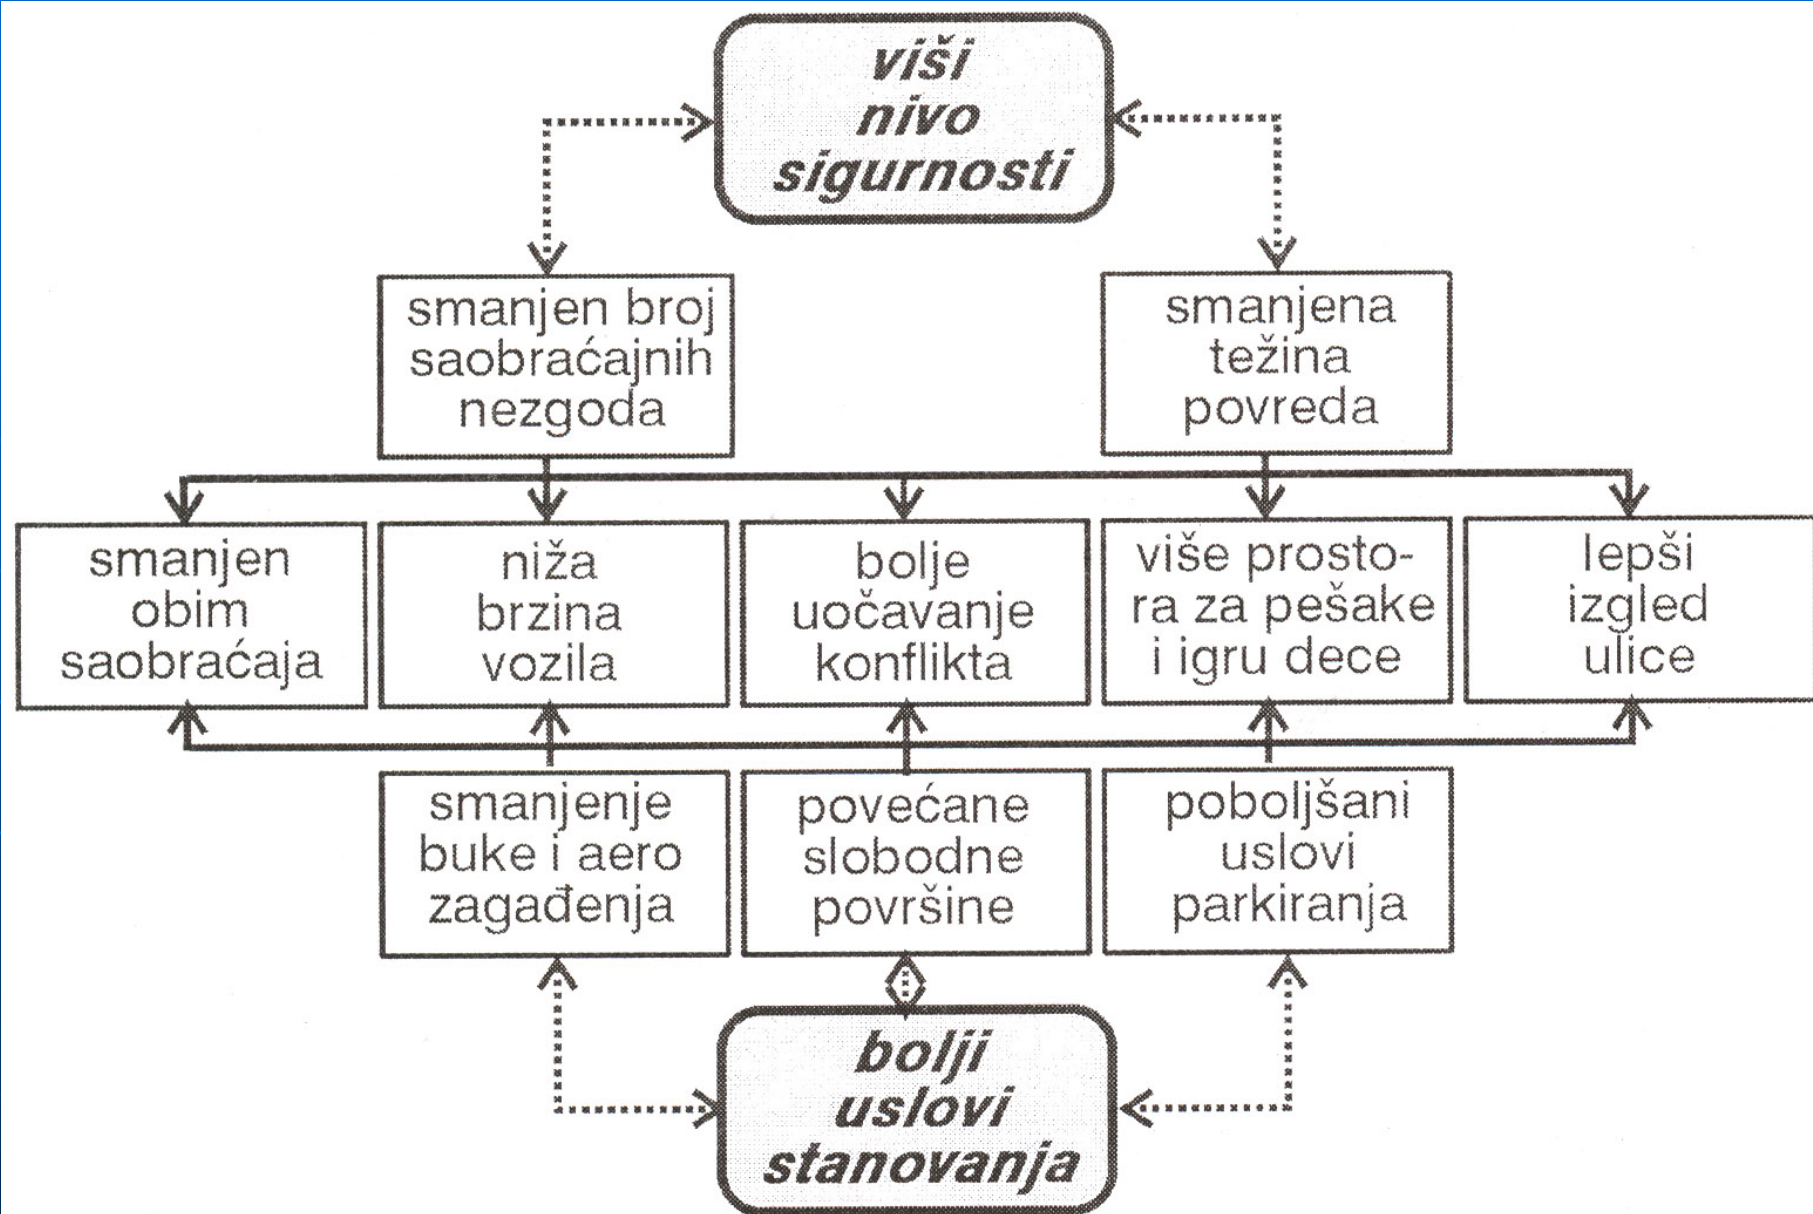 viši
nivo
sigurnosti
smanjen broj
saobraćajnih
nezgoda
smanjena
težina
povreda
smanjen
obim
saobraćaja
niža
brzina
vozila
bolje
uočavanje
konflikta
više prosto-
ra za pešake
i igru dece
lepši
izgled
ulice
smanjenje
buke i aero
zagađenja
povećane
slobodne
površine
poboljšani
uslovi
parkiranja
bolji
uslovi
stanovanja